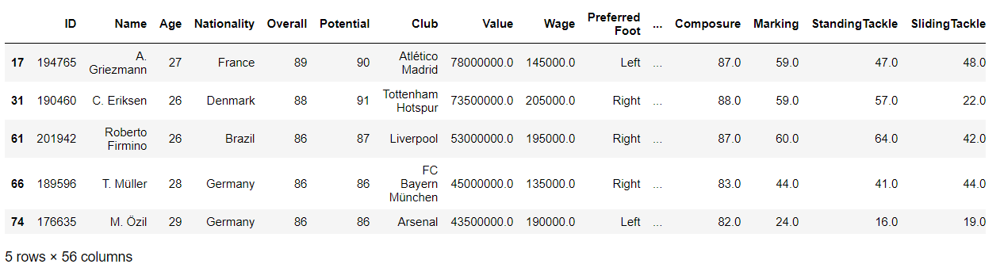 ID Name Age Nationality Overall Potential Club Value Wage Preferred Foot ... Composure Marking StandingTackle SlidingTackle
17 194765 A. Griezmann 27 France 89 90 Atlético Madrid 78000000.0 145000.0 Left ... 87.0 59.0 47.0 48.0
31 190460 C. Eriksen 26 Denmark 88 91 Tottenham Hotspur 73500000.0 205000.0 Right ... 88.0 59.0 57.0 22.0
61 201942 Roberto Firmino 26 Brazil 86 87 Liverpool 53000000.0 195000.0 Right ... 87.0 60.0 64.0 42.0
66 189596 T. Müller 28 Germany 86 86 FC Bayern München 45000000.0 135000.0 Right ... 83.0 44.0 41.0 44.0
74 176635 M. Özil 29 Germany 86 86 Arsenal 43500000.0 190000.0 Left ... 82.0 24.0 16.0 19.0
5 rows × 56 columns